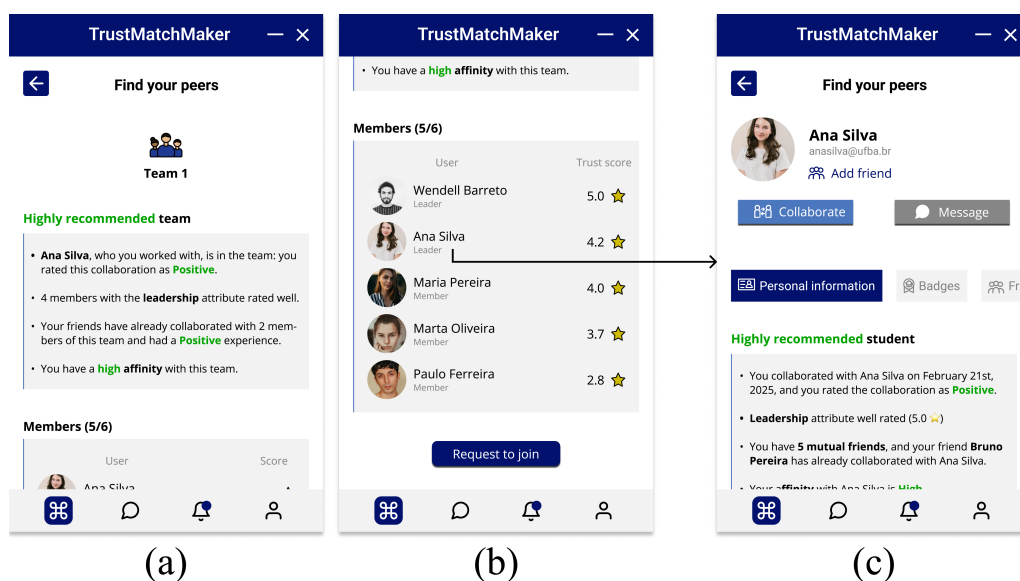 TrustMatchMaker
Find your peers
Team 1
Highly recommended team
• Ana Silva, who you worked with, is in the team: you
rated this collaboration as Positive.
• 4 members with the leadership attribute rated well.
• Your friends have already collaborated with 2 mem-
bers of this team and had a Positive experience.
• You have a high affinity with this team.
Members (5/6)
User Score
Ana Silva
(a)
TrustMatchMaker
• You have a high affinity with this team.
Members (5/6)
User Trust score
Wendell Barreto 5.0
Leader
Ana Silva 4.2
Leader
Maria Pereira 4.0
Member
Marta Oliveira 3.7
Member
Paulo Ferreira 2.8
Member
Request to join
(b)
TrustMatchMaker
Find your peers
Ana Silva
anasilva@ufba.br
Add friend
Collaborate Message
Personal information Badges Fr
Highly recommended student
• You collaborated with Ana Silva on February 21st,
2025, and you rated the collaboration as Positive.
• Leadership attribute well rated (5.0 ⭐)
• You have 5 mutual friends, and your friend Bruno
Pereira has already collaborated with Ana Silva.
• Your affinity with Ana Silva is High
(c)